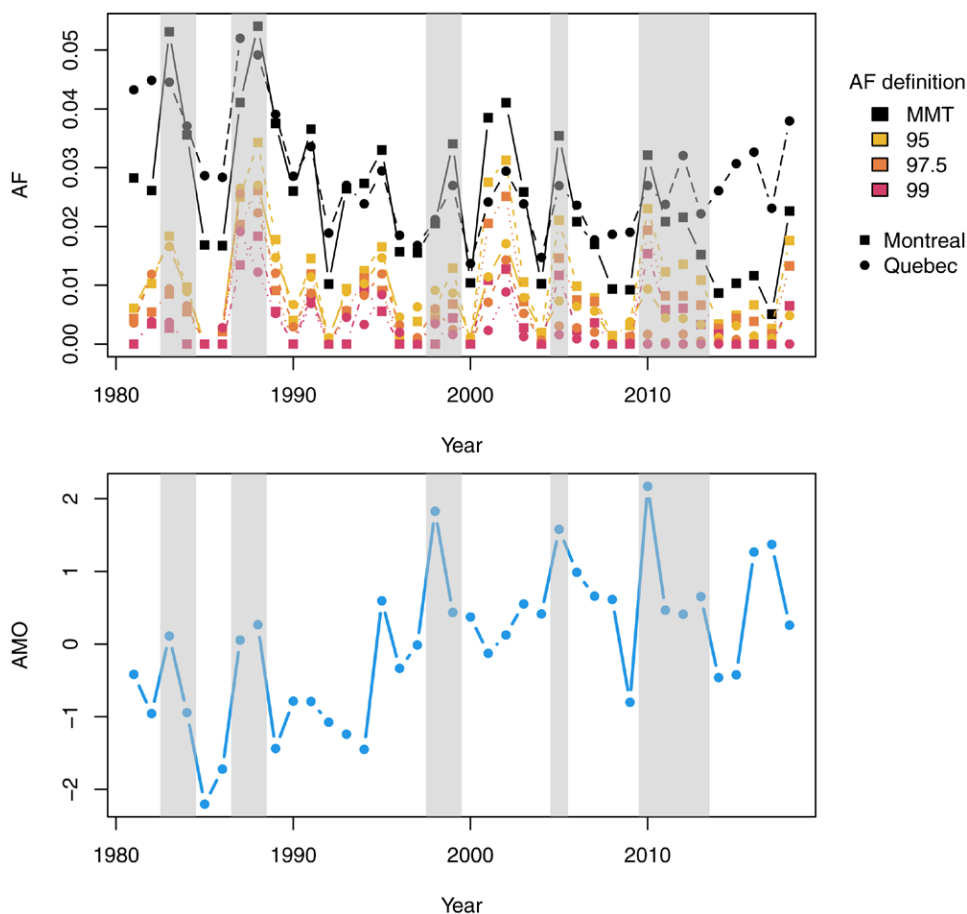 0.05
0.04
0.03
0.02
0.01
0.00
AF
1980
1990
2000
2010
Year
AF definition
MMT
95
97.5
99
Montreal
Quebec
2
1
0
−1
−2
AMO
1980
1990
2000
2010
Year